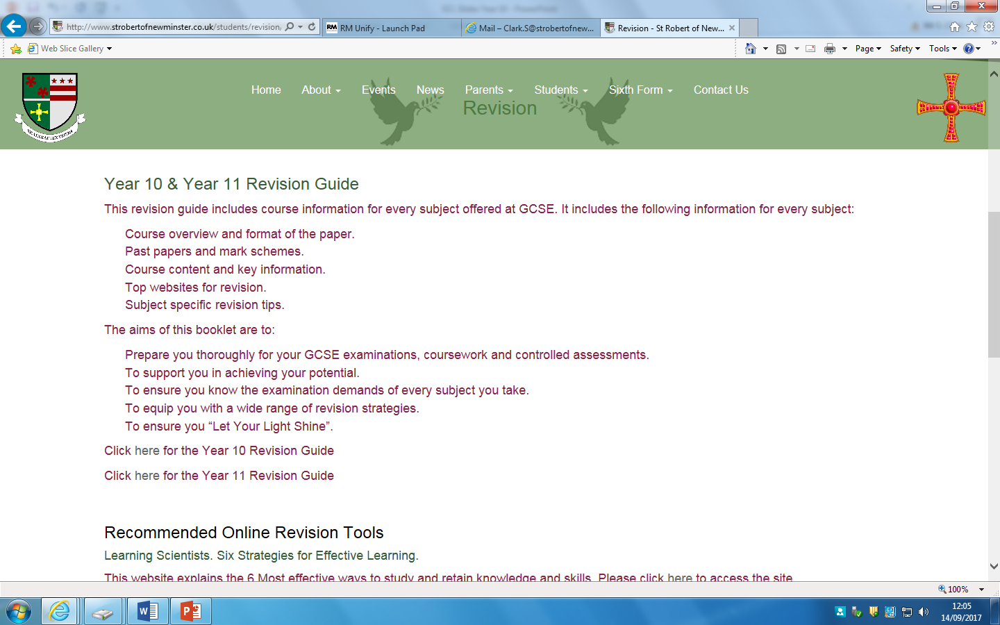 http://www.strobertofnewminster.co.uk/students/revision/
RM Unify - Launch Pad
Mail – Clark.S@strobertofnew...
Revision - St Robert of New...
Web Slice Gallery
Page
Safety
Tools
Home
About
Events
News
Parents
Students
Sixth Form
Contact Us
Revision
Year 10 & Year 11 Revision Guide
This revision guide includes course information for every subject offered at GCSE. It includes the following information for every subject:
Course overview and format of the paper.
Past papers and mark schemes.
Course content and key information.
Top websites for revision.
Subject specific revision tips.
The aims of this booklet are to:
Prepare you thoroughly for your GCSE examinations, coursework and controlled assessments.
To support you in achieving your potential.
To ensure you know the examination demands of every subject you take.
To equip you with a wide range of revision strategies.
To ensure you “Let Your Light Shine”.
Click here for the Year 10 Revision Guide
Click here for the Year 11 Revision Guide
Recommended Online Revision Tools
Learning Scientists. Six Strategies for Effective Learning.
This website explains the 6 Most effective ways to study and retain knowledge and skills. Please click here to access the site
100%
12:05
14/09/2017